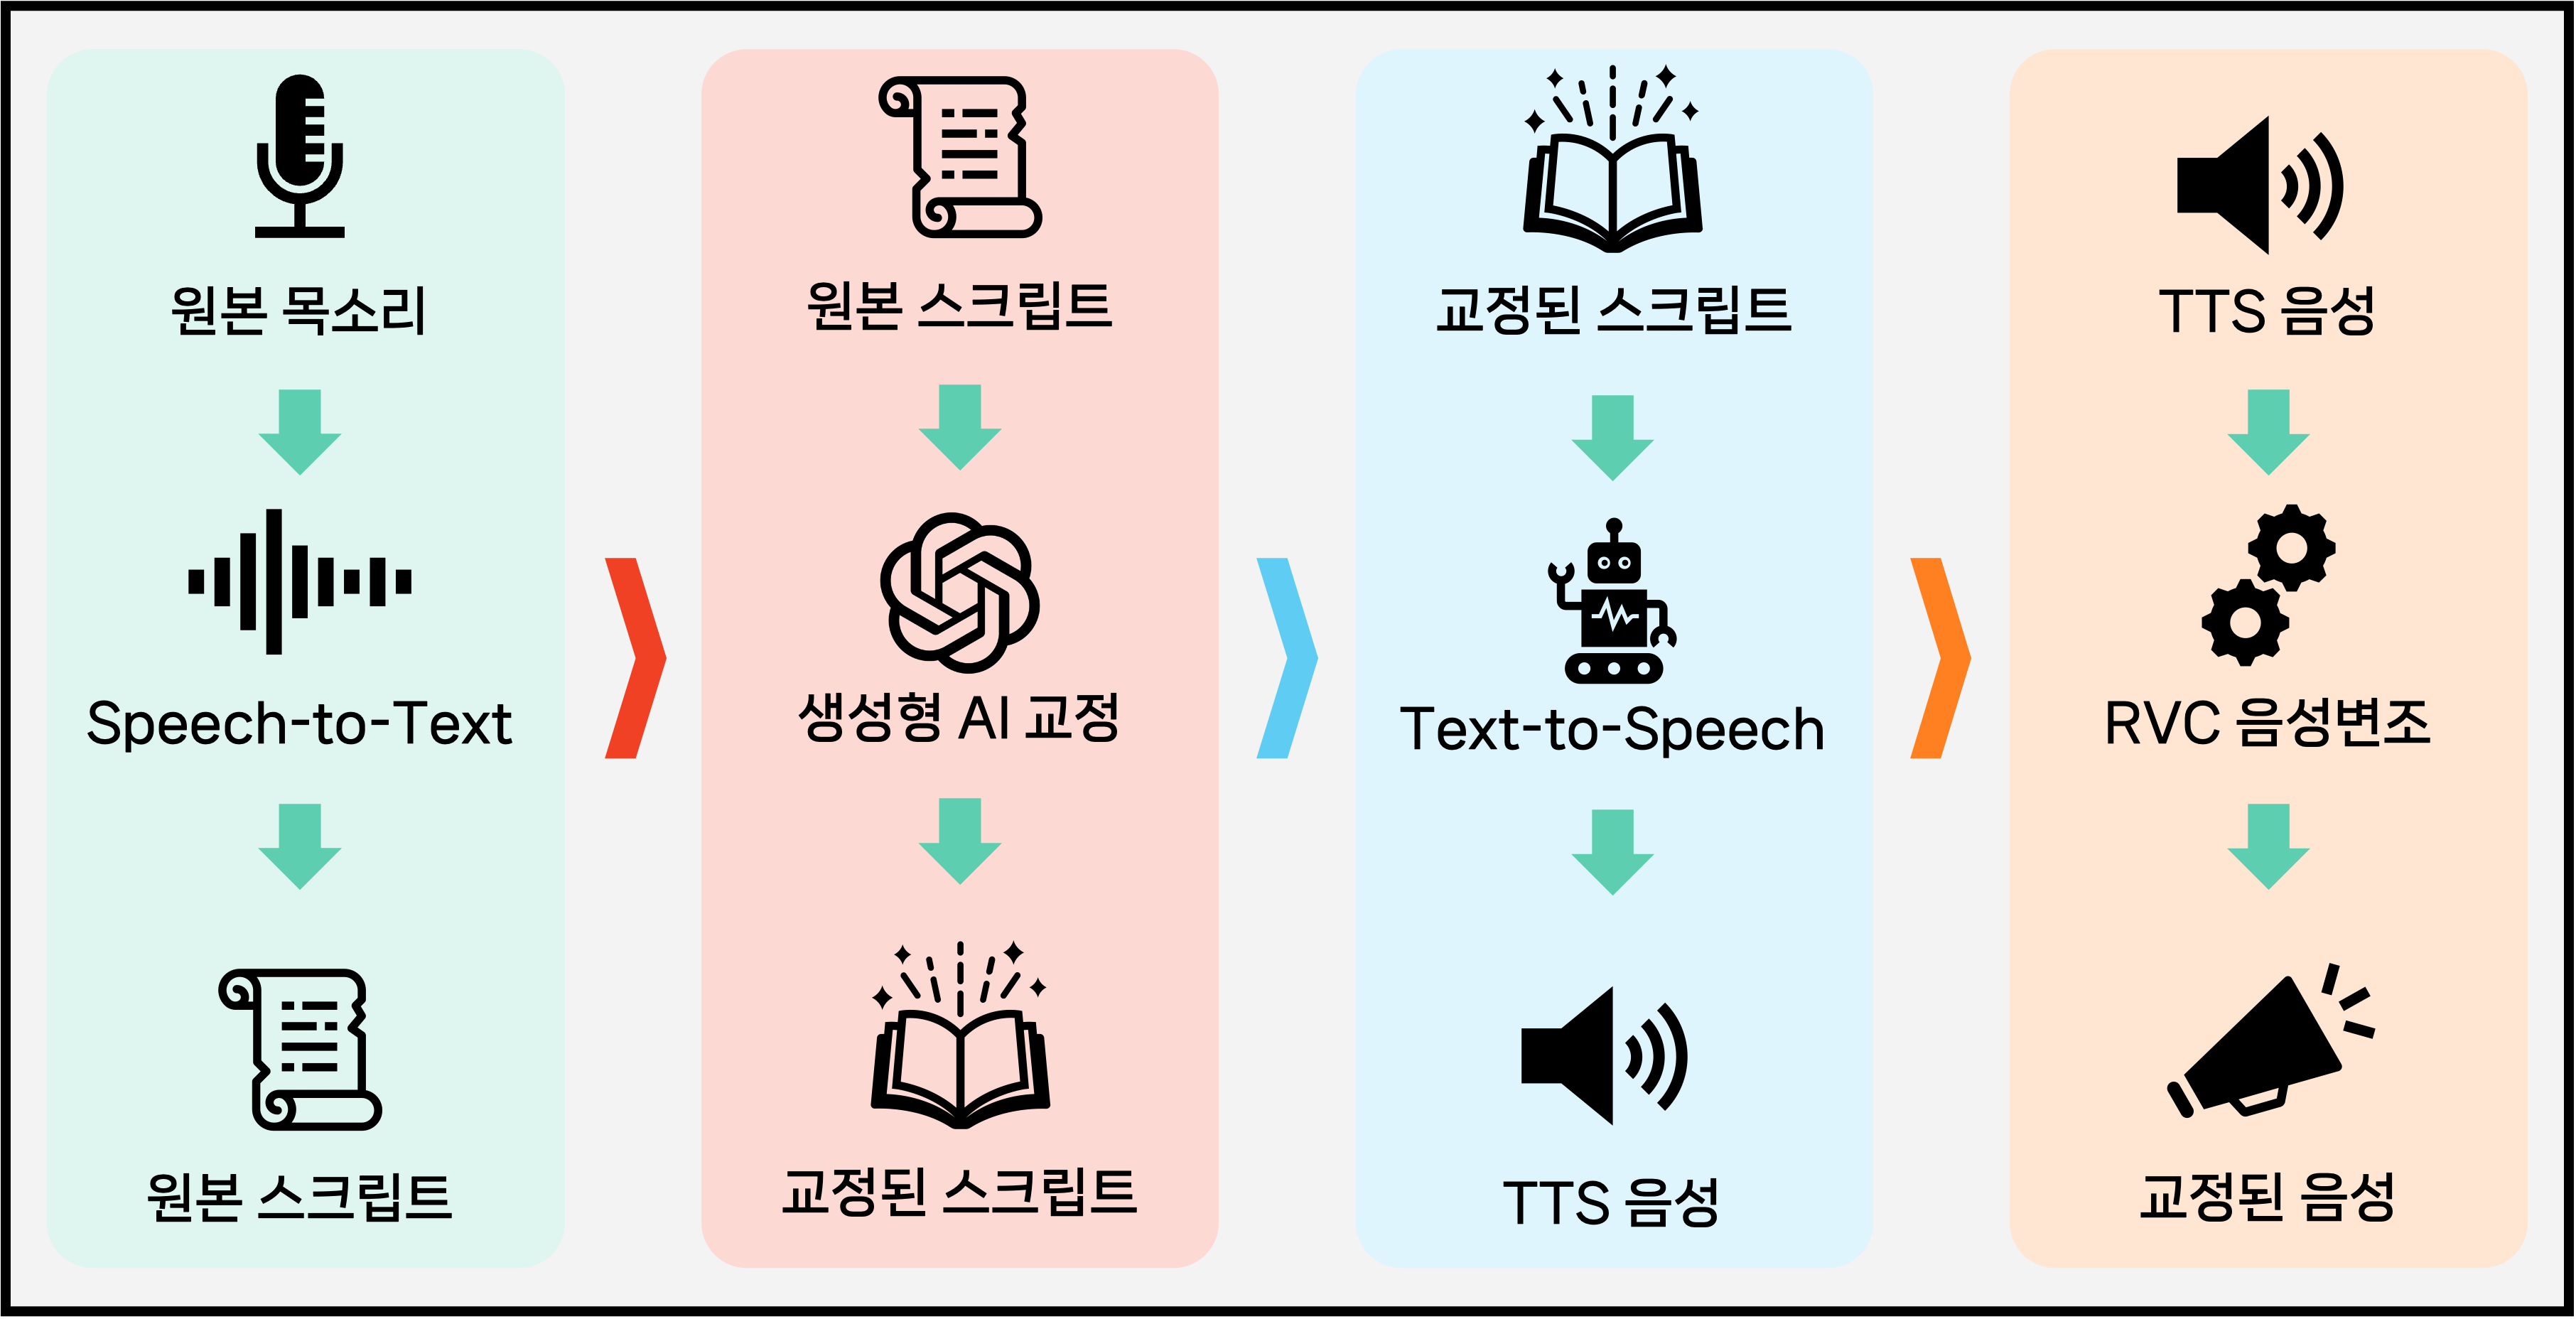 원본 목소리
Speech-to-Text
원본 스크립트
원본 스크립트
생성형 AI 교정
교정된 스크립트
교정된 스크립트
Text-to-Speech
TTS 음성
TTS 음성
RVC 음성변조
교정된 음성